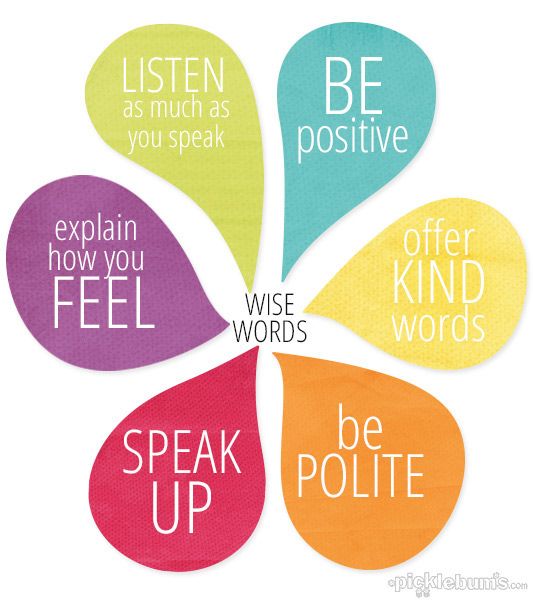 LISTEN
as much as
you speak
BE
positive
explain
how you
FEEL
offer
KIND
words
WISE
WORDS
SPEAK
UP
be
POLITE
picklebums.com